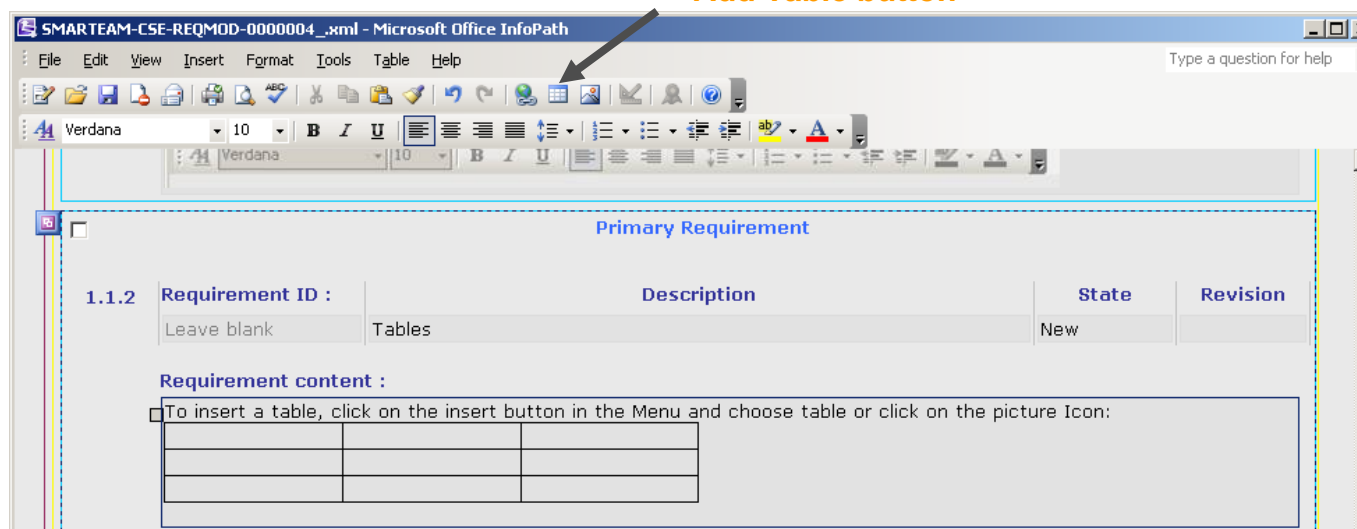 Add Table button
SMARTEAM-CSE-REQMOD-0000004_.xml - Microsoft Office InfoPath
File Edit View Insert Format Tools Table Help Type a question for help
Verdana 10 B I U
Verdana 10 B I U
Primary Requirement
1.1.2 Requirement ID : Description State Revision
Leave blank Tables New
Requirement content :
To insert a table, click on the insert button in the Menu and choose table or click on the picture Icon: